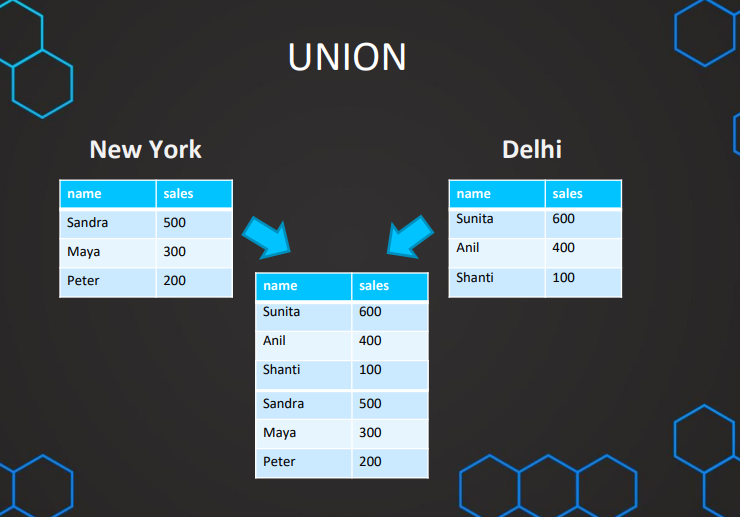 UNION
New York
name sales
Sandra 500
Maya 300
Peter 200
Delhi
name sales
Sunita 600
Anil 400
Shanti 100
name sales
Sunita 600
Anil 400
Shanti 100
Sandra 500
Maya 300
Peter 200